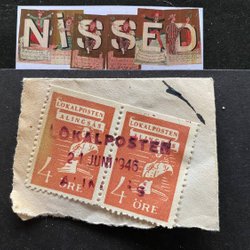 NiSSED
LOKALPOSTEN LOKALPOSTEN
ALINGSÅS ALINGSÅS
LOKALPOSTEN
21 JUNI 1946
4 4
ÖRE ÖRE